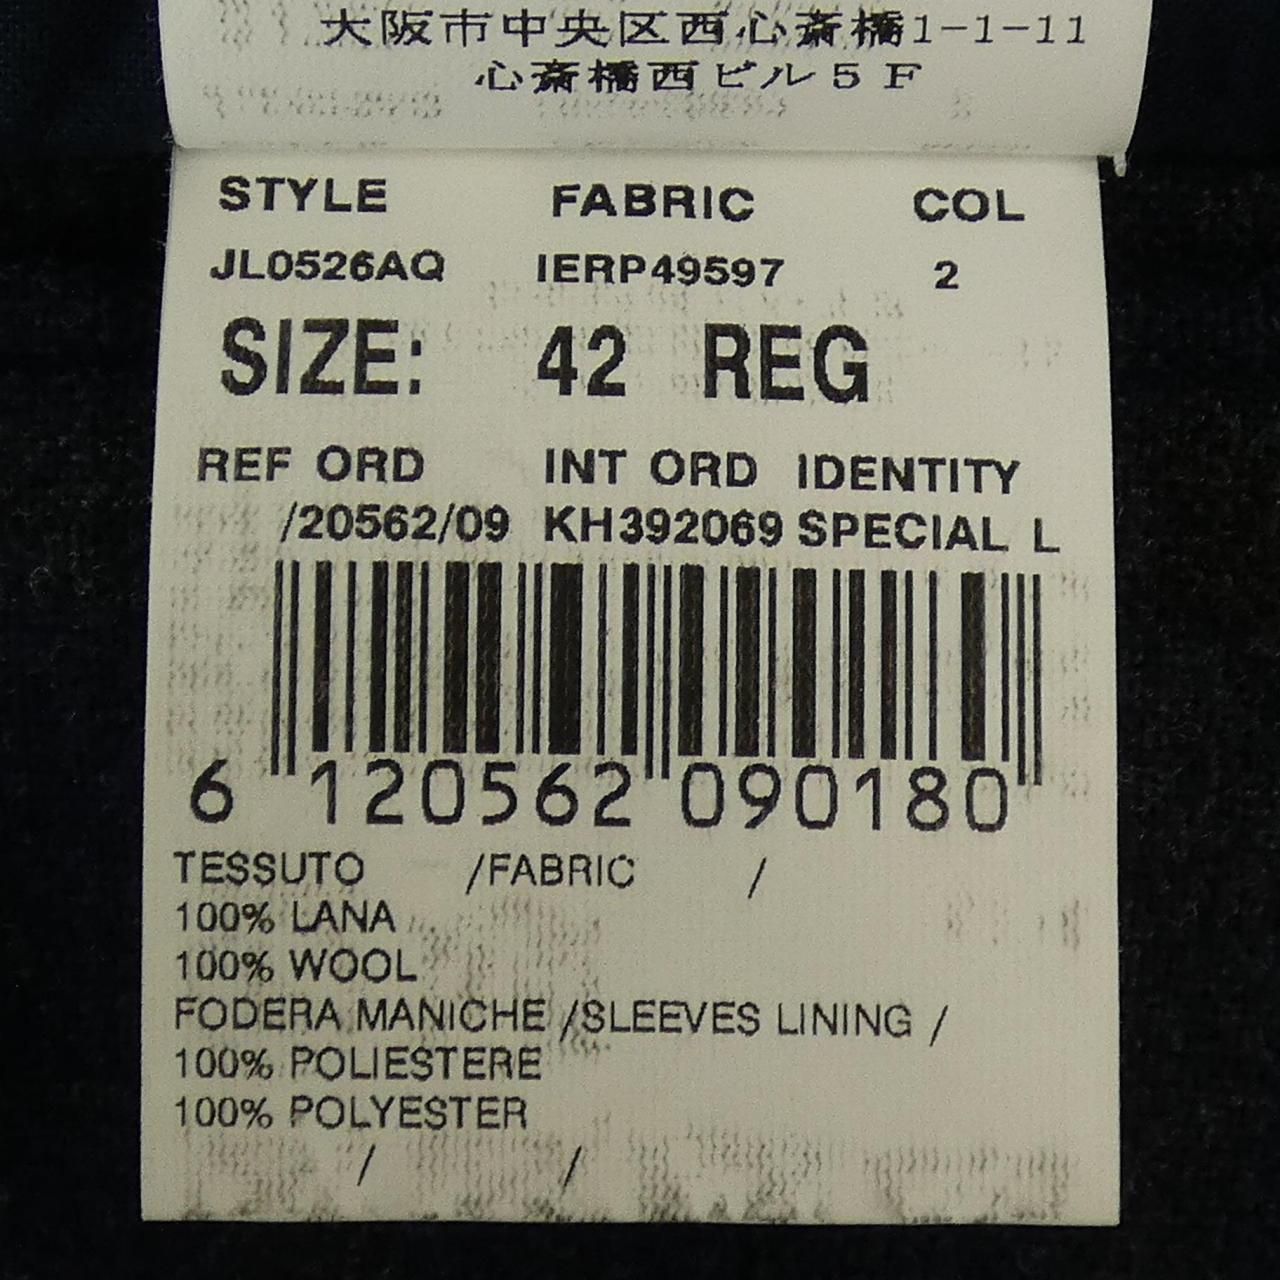 大阪市中央区西心斎橋1-1-11
心斎橋西ビル５Ｆ
STYLE FABRIC COL
JL0526AQ IERP49597 2
SIZE: 42 REG
REF ORD INT ORD IDENTITY
/20562/09 KH392069 SPECIAL L
6 120562 090180
TESSUTO /FABRIC /
100% LANA
100% WOOL
FODERA MANICHE /SLEEVES LINING /
100% POLIESTERE
100% POLYESTER
/ /